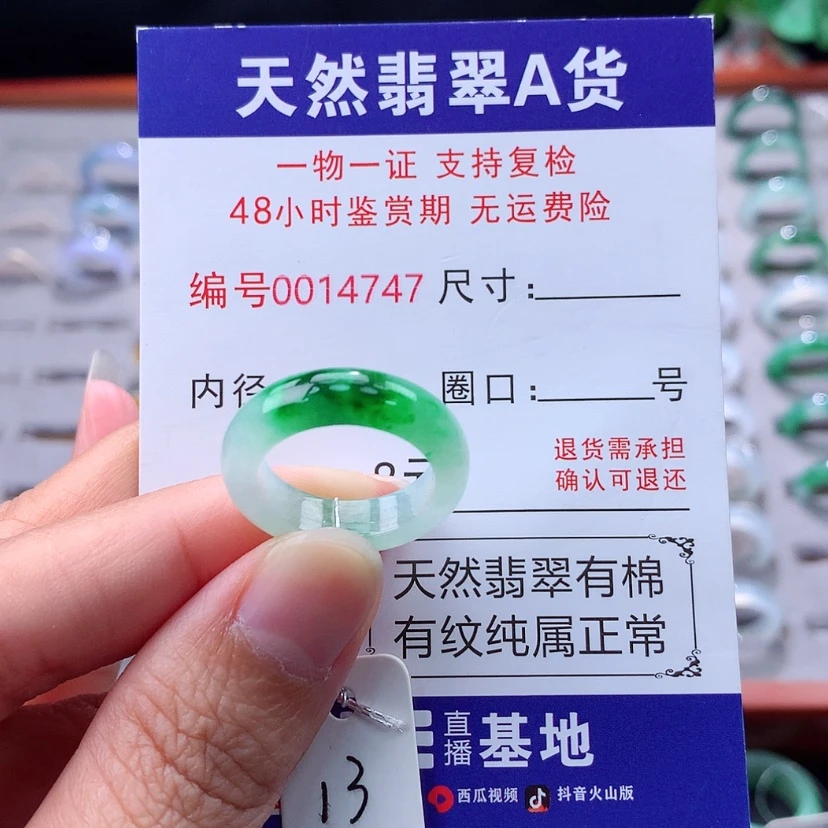 天然翡翠A货
一物一证 支持复检
48小时鉴赏期 无运费险
编号0014747 尺寸:
内径 圈口: 号
退货需承担
确认可退还
天然翡翠有棉
有纹纯属正常
直播 基地
西瓜视频 抖音火山版
13